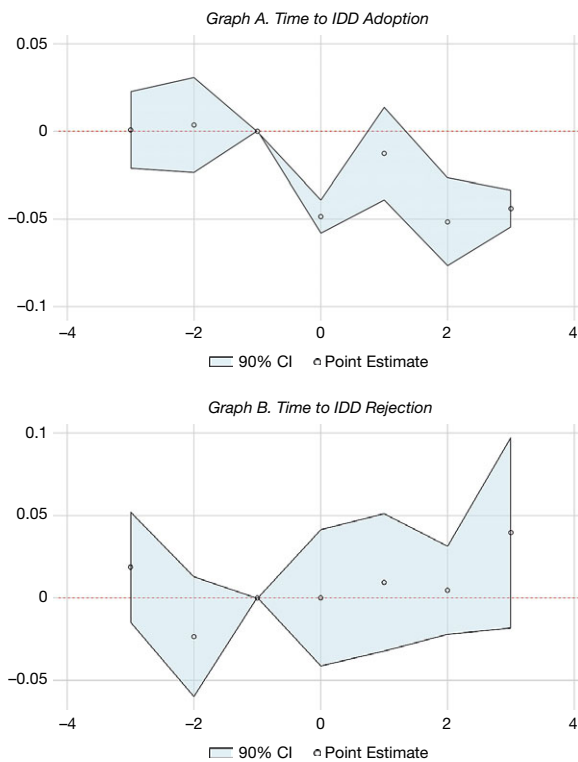 Graph A. Time to IDD Adoption
0.05
0
−0.05
−0.1
−4 −2 0 2 4
90% CI Point Estimate
Graph B. Time to IDD Rejection
0.1
0.05
0
−0.05
−4 −2 0 2 4
90% CI Point Estimate